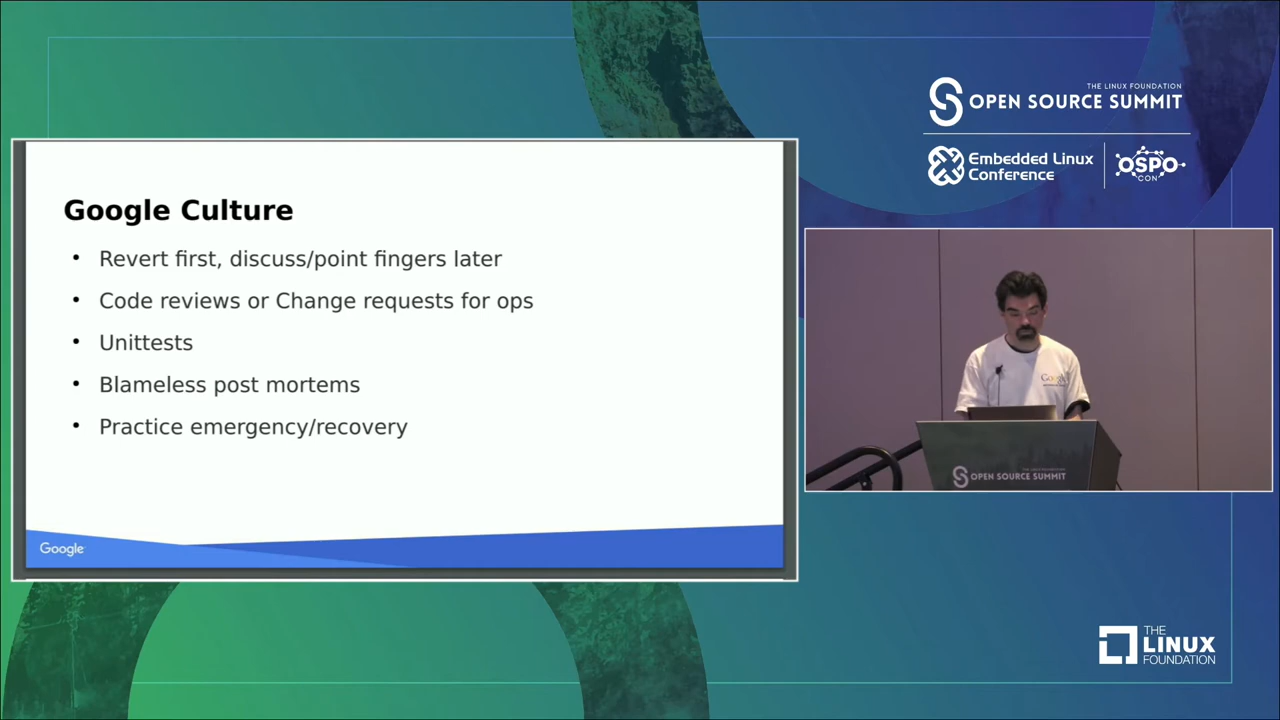 THE LINUX FOUNDATION
OPEN SOURCE SUMMIT
Embedded Linux
Conference
OSPO
CON
Google Culture
• Revert first, discuss/point fingers later
• Code reviews or Change requests for ops
• Unittests
• Blameless post mortems
• Practice emergency/recovery
Google
Google
OPEN SOURCE SUMMIT
THE
LINUX
FOUNDATION